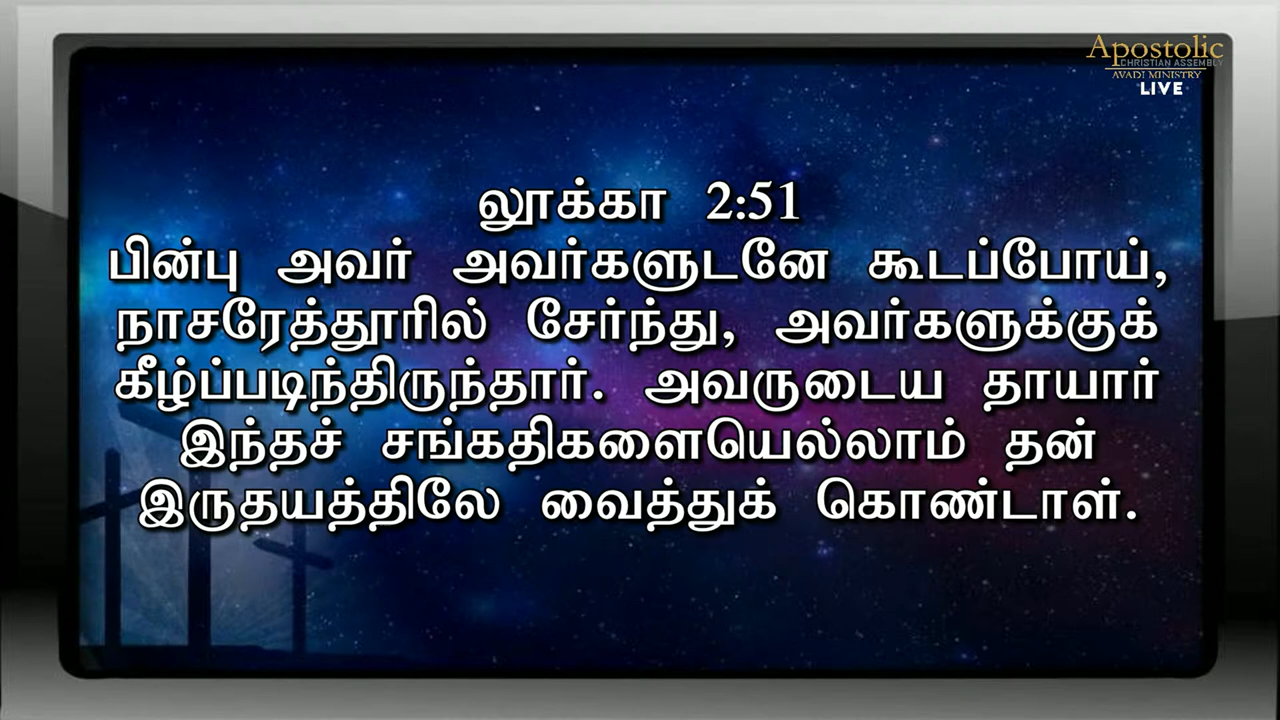 Apostolic
CHRISTIAN ASSEMBLY
AVADI MINISTRY
LIVE
லூக்கா 2:51
பின்பு அவர் அவர்களுடனே கூடப்போய்,
நாசரேத்தூரில் சேர்ந்து, அவர்களுக்குக்
கீழ்ப்படிந்திருந்தார். அவருடைய தாயார்
இந்தச் சங்கதிகளையெல்லாம் தன்
இருதயத்திலே வைத்துக் கொண்டாள்.